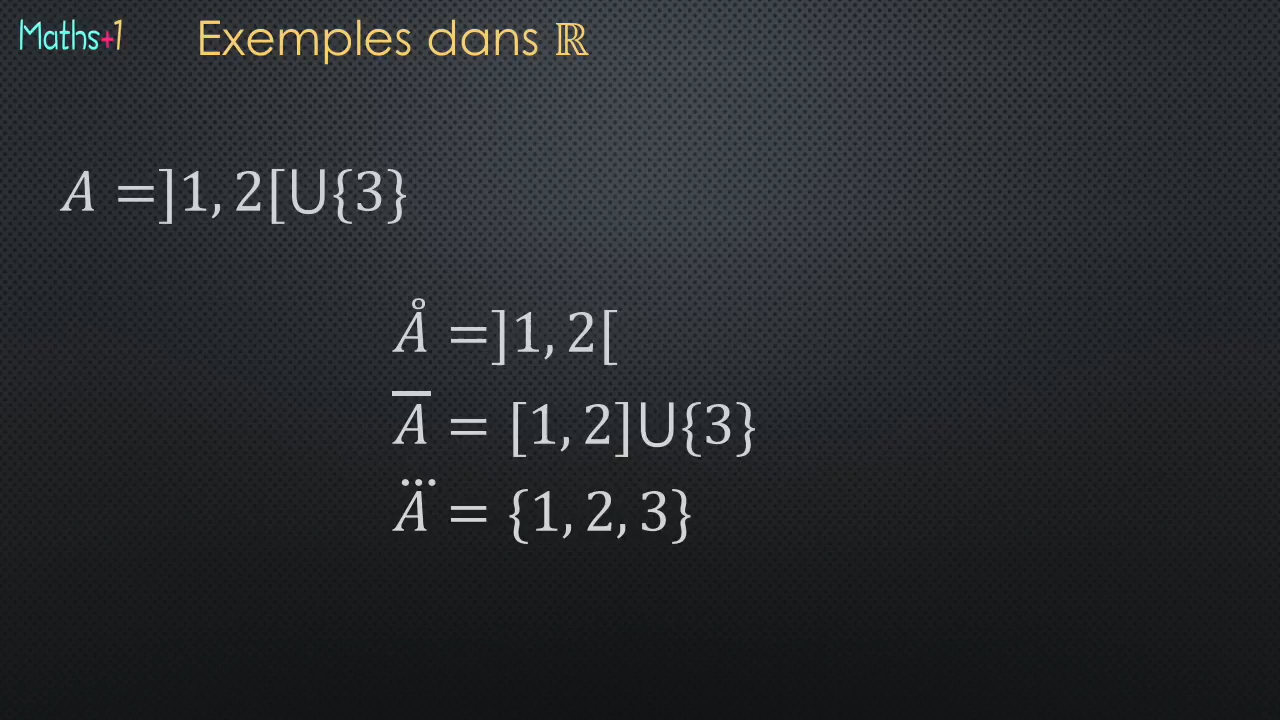 Maths+1
Exemples dans ℝ
A =]1, 2[⋃{3}
Å =]1, 2[
A̅ = [1, 2]⋃{3}
A⃛ = {1, 2, 3}